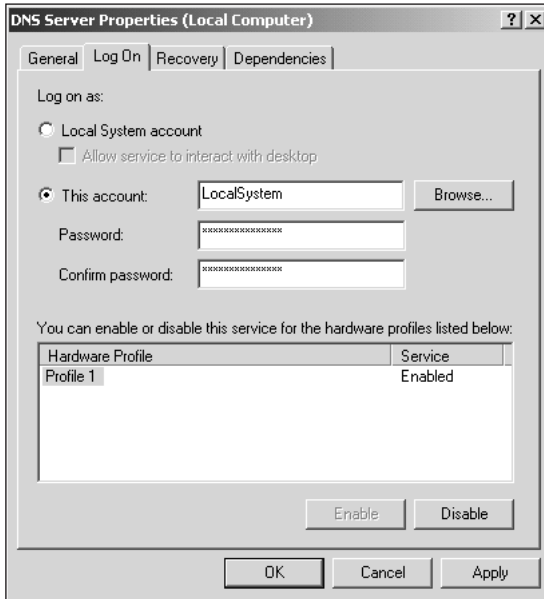 DNS Server Properties (Local Computer)
General Log On Recovery Dependencies
Log on as:
Local System account
Allow service to interact with desktop
This account: LocalSystem Browse...
Password: xxxxxxxxxxxxxxx
Confirm password: xxxxxxxxxxxxxxx
You can enable or disable this service for the hardware profiles listed below:
Hardware Profile Service
Profile 1 Enabled
Enable Disable
OK Cancel Apply